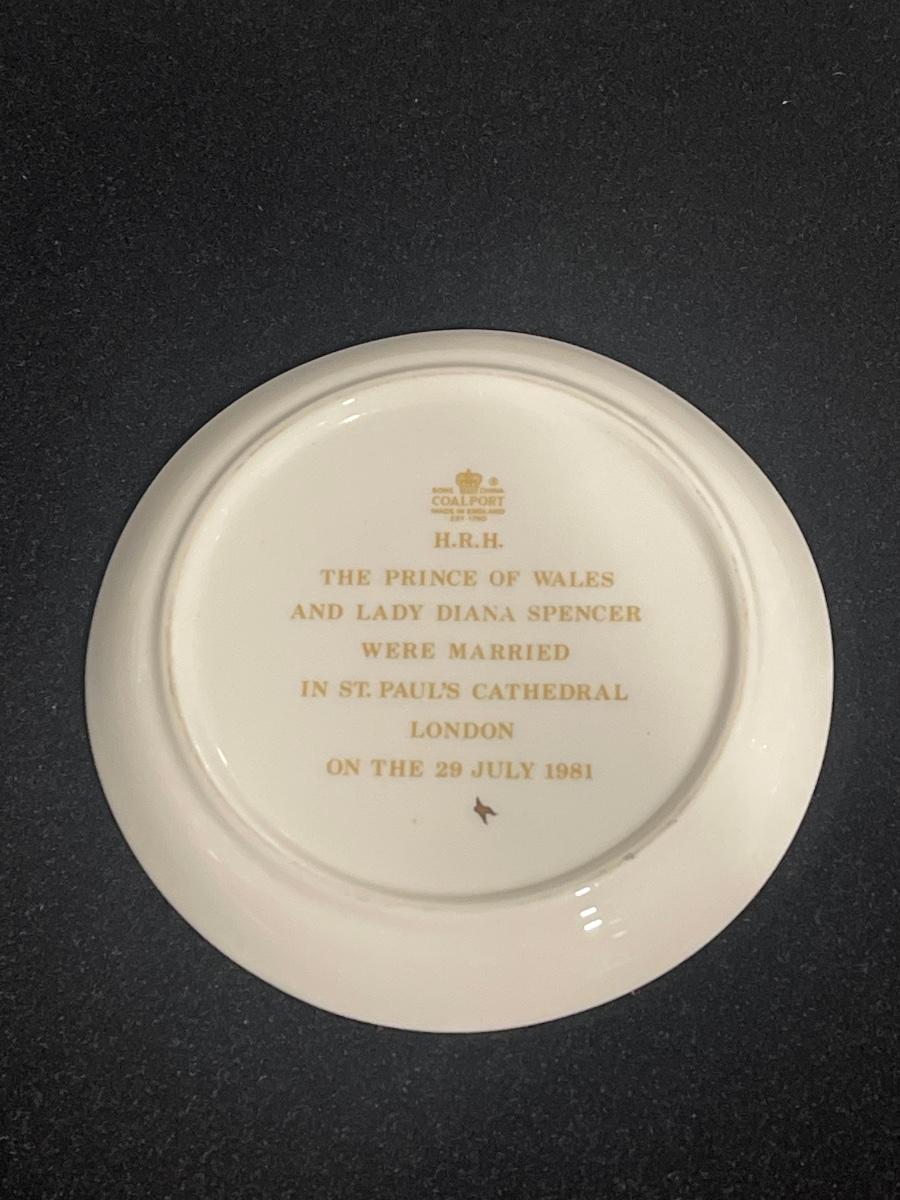 BONE CHINA ®
COALPORT
MADE IN ENGLAND
EST. 1750
H.R.H.
THE PRINCE OF WALES
AND LADY DIANA SPENCER
WERE MARRIED
IN ST. PAUL'S CATHEDRAL
LONDON
ON THE 29 JULY 1981